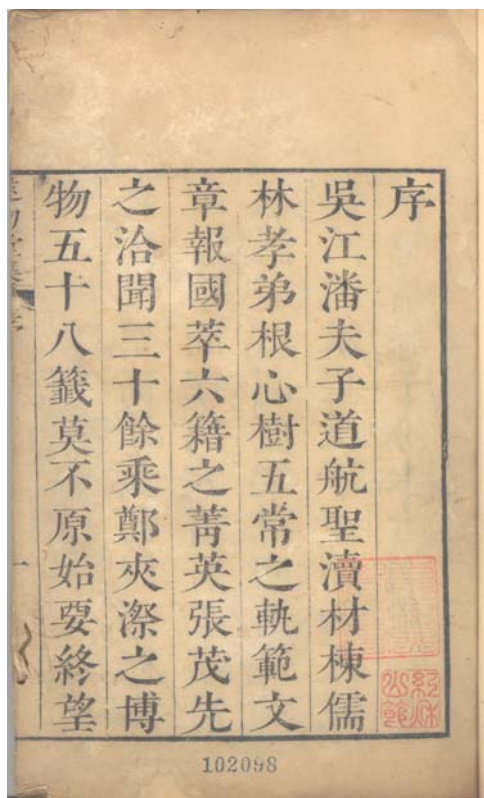 序
吳江潘夫子道航聖瀆材棟儒
林孝弟根心樹五常之軌範文
章報國萃六籍之菁英張茂先
之洽聞三十餘乘鄭夾漈之博
物五十八籖莫不原始要終望
一
102098